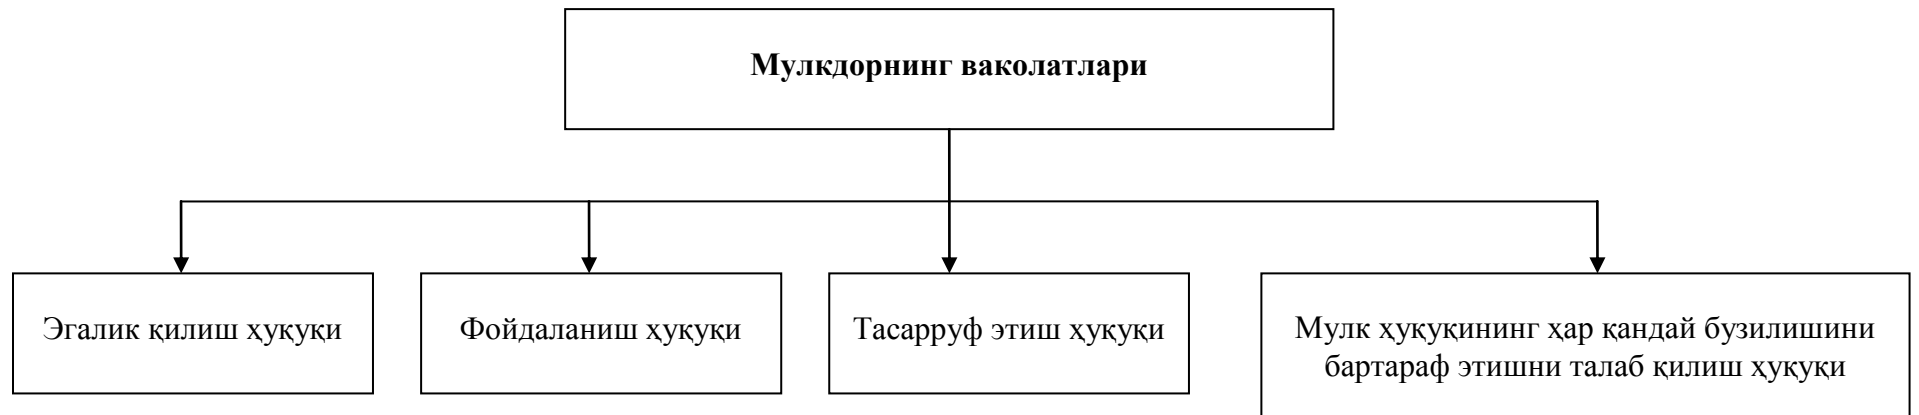 Мулкдорнинг ваколатлари
Эгалик қилиш ҳуқуқи
Фойдаланиш ҳуқуқи
Тасарруф этиш ҳуқуқи
Мулк ҳуқуқининг ҳар қандай бузилишини
бартараф этишни талаб қилиш ҳуқуқи